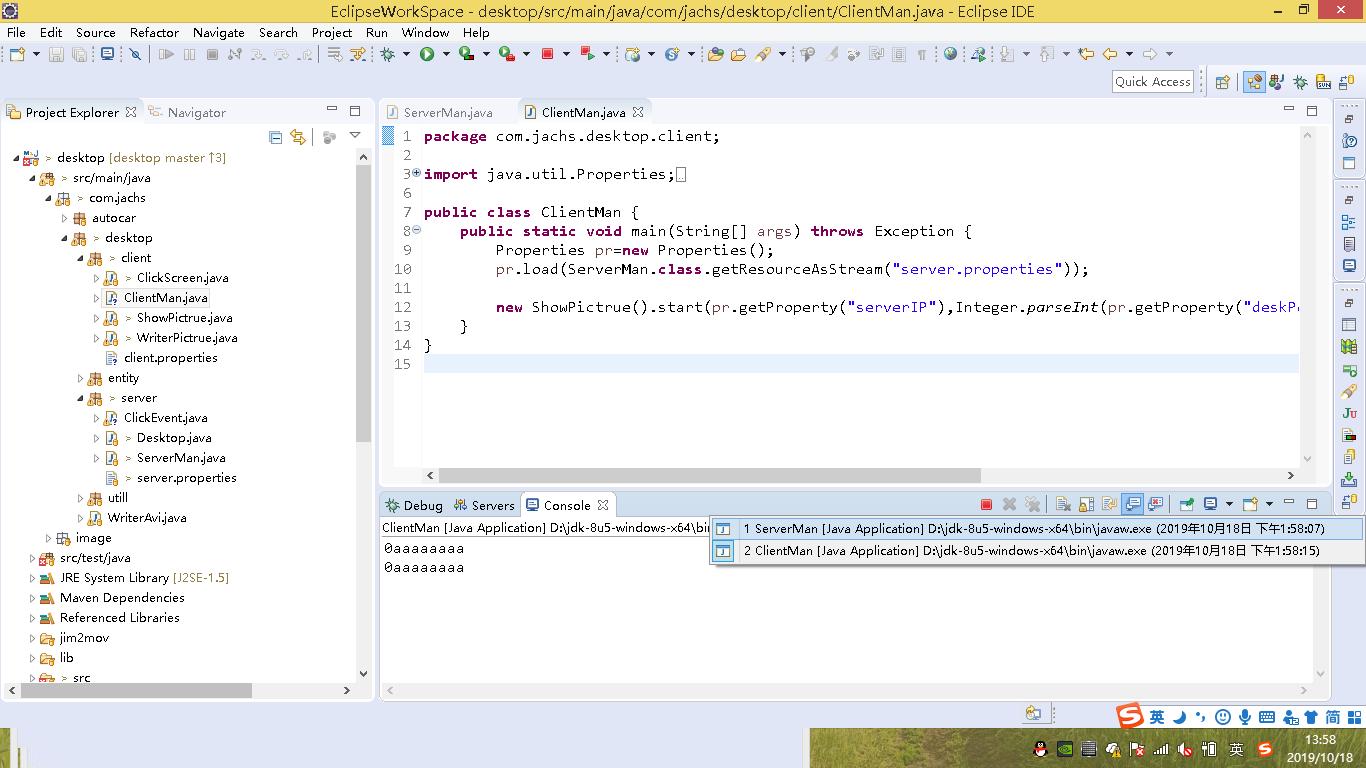 EclipseWorkSpace - desktop/src/main/java/com/jachs/desktop/client/ClientMan.java - Eclipse IDE
File Edit Source Refactor Navigate Search Project Run Window Help
Quick Access
Project Explorer Navigator
ServerMan.java ClientMan.java
> desktop [desktop master ↑3]
> src/main/java
> com.jachs
autocar
> desktop
> client
> ClickScreen.java
ClientMan.java
> ShowPictrue.java
> WriterPictrue.java
client.properties
entity
> server
ClickEvent.java
> Desktop.java
> ServerMan.java
> server.properties
utill
WriterAvi.java
image
src/test/java
JRE System Library [J2SE-1.5]
Maven Dependencies
Referenced Libraries
jim2mov
lib
> src
1 package com.jachs.desktop.client;
2
3 import java.util.Properties;
6
7 public class ClientMan {
8 public static void main(String[] args) throws Exception {
9 Properties pr=new Properties();
10 pr.load(ServerMan.class.getResourceAsStream("server.properties"));
11
12 new ShowPictrue().start(pr.getProperty("serverIP"),Integer.parseInt(pr.getProperty("deskP
13 }
14 }
15
Debug Servers Console
ClientMan [Java Application] D:\jdk-8u5-windows-x64\bin
1 ServerMan [Java Application] D:\jdk-8u5-windows-x64\bin\javaw.exe (2019年10月18日 下午1:58:07)
2 ClientMan [Java Application] D:\jdk-8u5-windows-x64\bin\javaw.exe (2019年10月18日 下午1:58:15)
0aaaaaaaa
0aaaaaaaa
英 简
英
13:58
2019/10/18